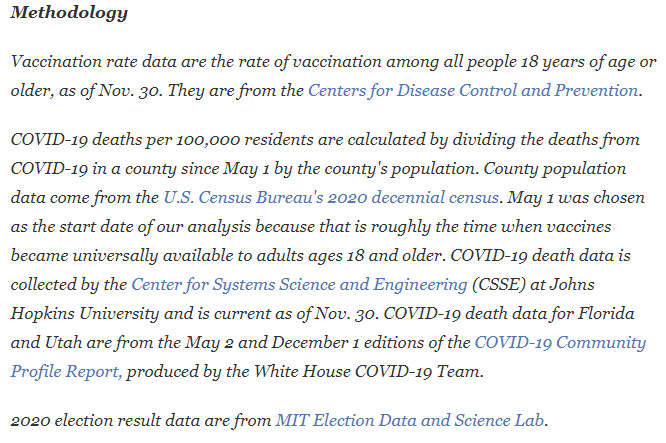 Methodology
Vaccination rate data are the rate of vaccination among all people 18 years of age or
older, as of Nov. 30. They are from the Centers for Disease Control and Prevention.
COVID-19 deaths per 100,000 residents are calculated by dividing the deaths from
COVID-19 in a county since May 1 by the county's population. County population
data come from the U.S. Census Bureau's 2020 decennial census. May 1 was chosen
as the start date of our analysis because that is roughly the time when vaccines
became universally available to adults ages 18 and older. COVID-19 death data is
collected by the Center for Systems Science and Engineering (CSSE) at Johns
Hopkins University and is current as of Nov. 30. COVID-19 death data for Florida
and Utah are from the May 2 and December 1 editions of the COVID-19 Community
Profile Report, produced by the White House COVID-19 Team.
2020 election result data are from MIT Election Data and Science Lab.